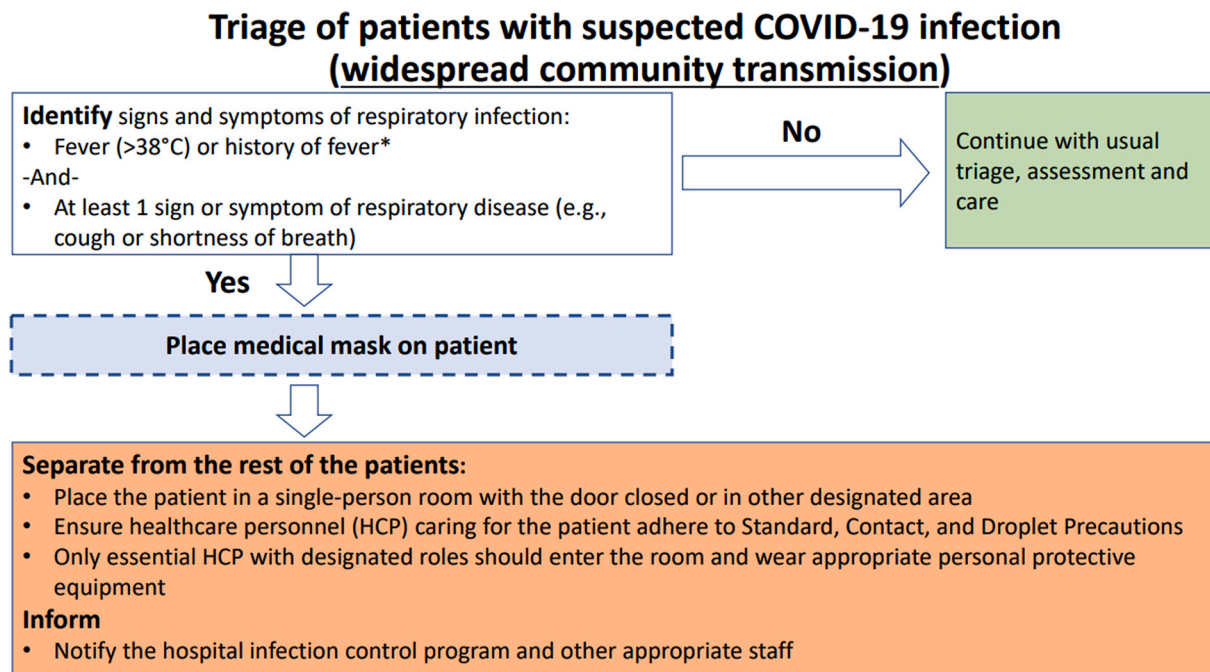 Triage of patients with suspected COVID-19 infection
(widespread community transmission)
Identify signs and symptoms of respiratory infection:
• Fever (>38°C) or history of fever*
-And-
• At least 1 sign or symptom of respiratory disease (e.g.,
cough or shortness of breath)
No
Continue with usual
triage, assessment and
care
Yes
Place medical mask on patient
Separate from the rest of the patients:
• Place the patient in a single-person room with the door closed or in other designated area
• Ensure healthcare personnel (HCP) caring for the patient adhere to Standard, Contact, and Droplet Precautions
• Only essential HCP with designated roles should enter the room and wear appropriate personal protective
equipment
Inform
• Notify the hospital infection control program and other appropriate staff